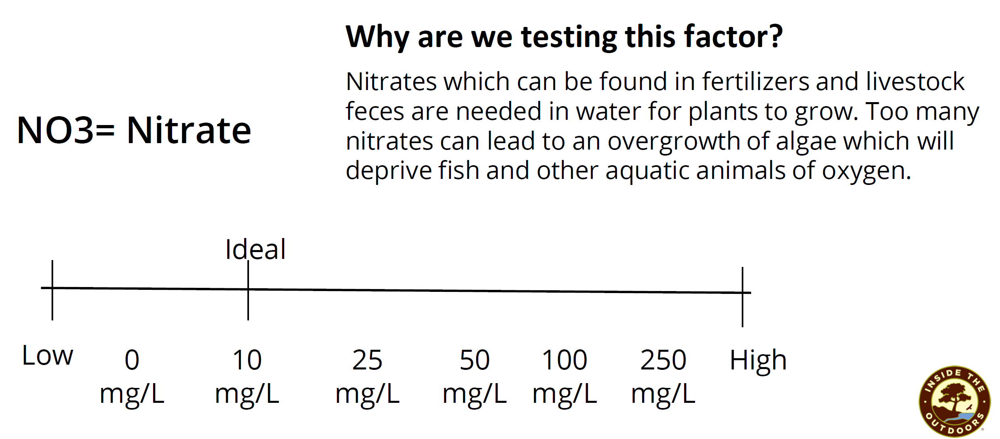 Why are we testing this factor?
Nitrates which can be found in fertilizers and livestock
feces are needed in water for plants to grow. Too many
nitrates can lead to an overgrowth of algae which will
deprive fish and other aquatic animals of oxygen.
NO3= Nitrate
Ideal
Low 0 10 25 50 100 250 High
mg/L mg/L mg/L mg/L mg/L mg/L
INSIDE THE
OUTDOORS
®